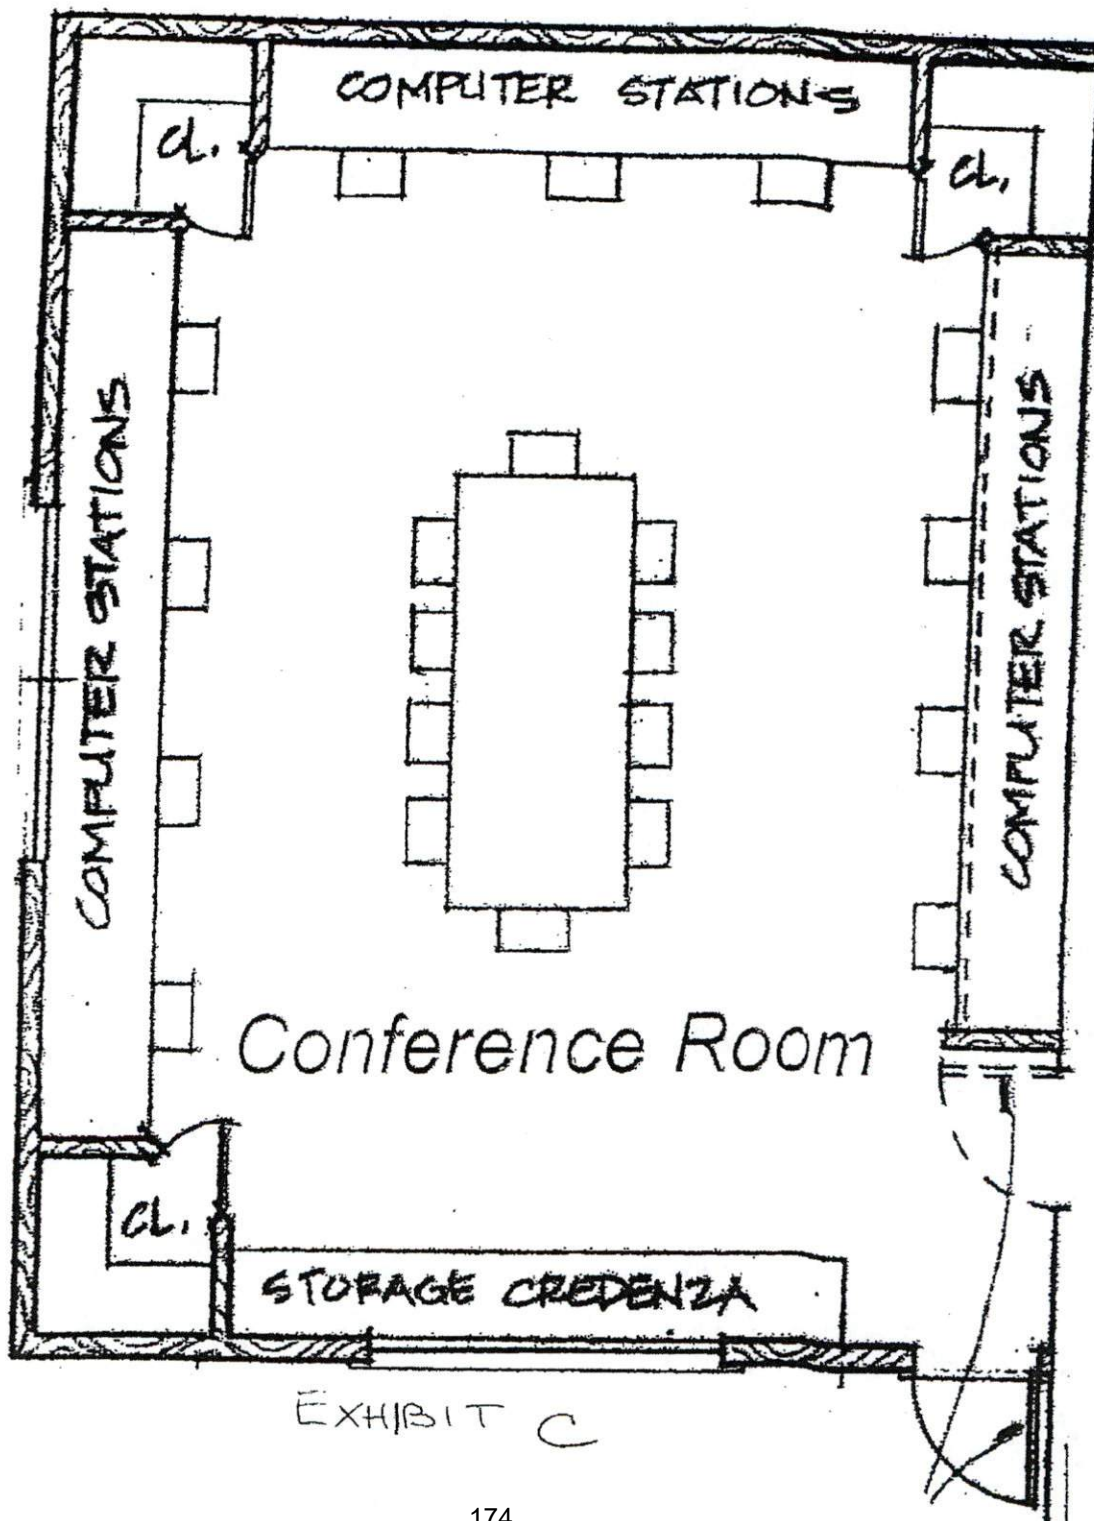 COMPUTER STATIONS
CL.
CL.
COMPUTER STATIONS
COMPUTER STATIONS
Conference Room
CL.
STORAGE CREDENZA
EXHIBIT C
174